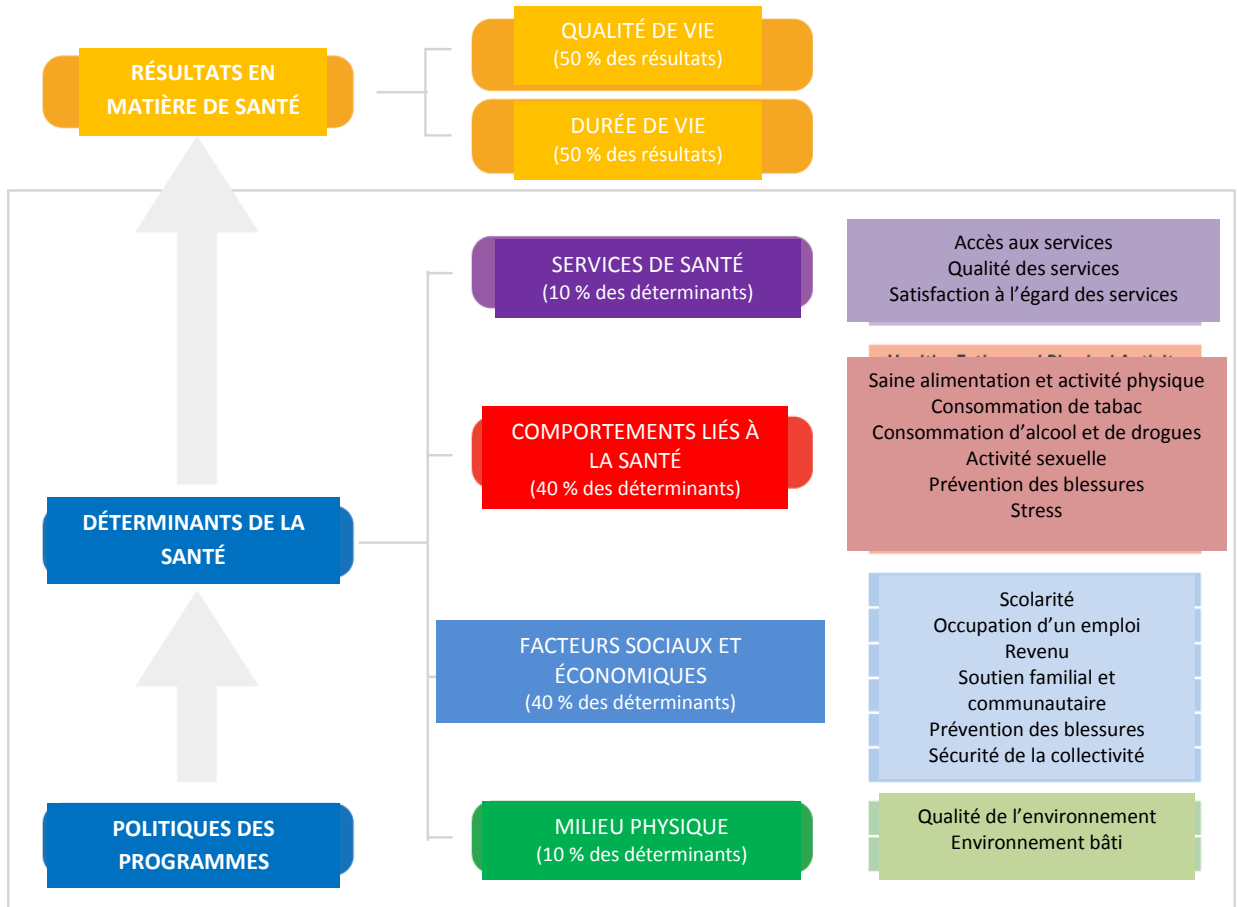 QUALITÉ DE VIE
(50 % des résultats)
RÉSULTATS EN
MATIÈRE DE SANTÉ
DURÉE DE VIE
(50 % des résultats)
SERVICES DE SANTÉ
(10 % des déterminants)
Accès aux services
Qualité des services
Satisfaction à l’égard des services
COMPORTEMENTS LIÉS À
LA SANTÉ
(40 % des déterminants)
Saine alimentation et activité physique
Consommation de tabac
Consommation d’alcool et de drogues
Activité sexuelle
Prévention des blessures
Stress
DÉTERMINANTS DE LA
SANTÉ
FACTEURS SOCIAUX ET
ÉCONOMIQUES
(40 % des déterminants)
Scolarité
Occupation d’un emploi
Revenu
Soutien familial et
communautaire
Prévention des blessures
Sécurité de la collectivité
POLITIQUES DES
PROGRAMMES
MILIEU PHYSIQUE
(10 % des déterminants)
Qualité de l’environnement
Environnement bâti